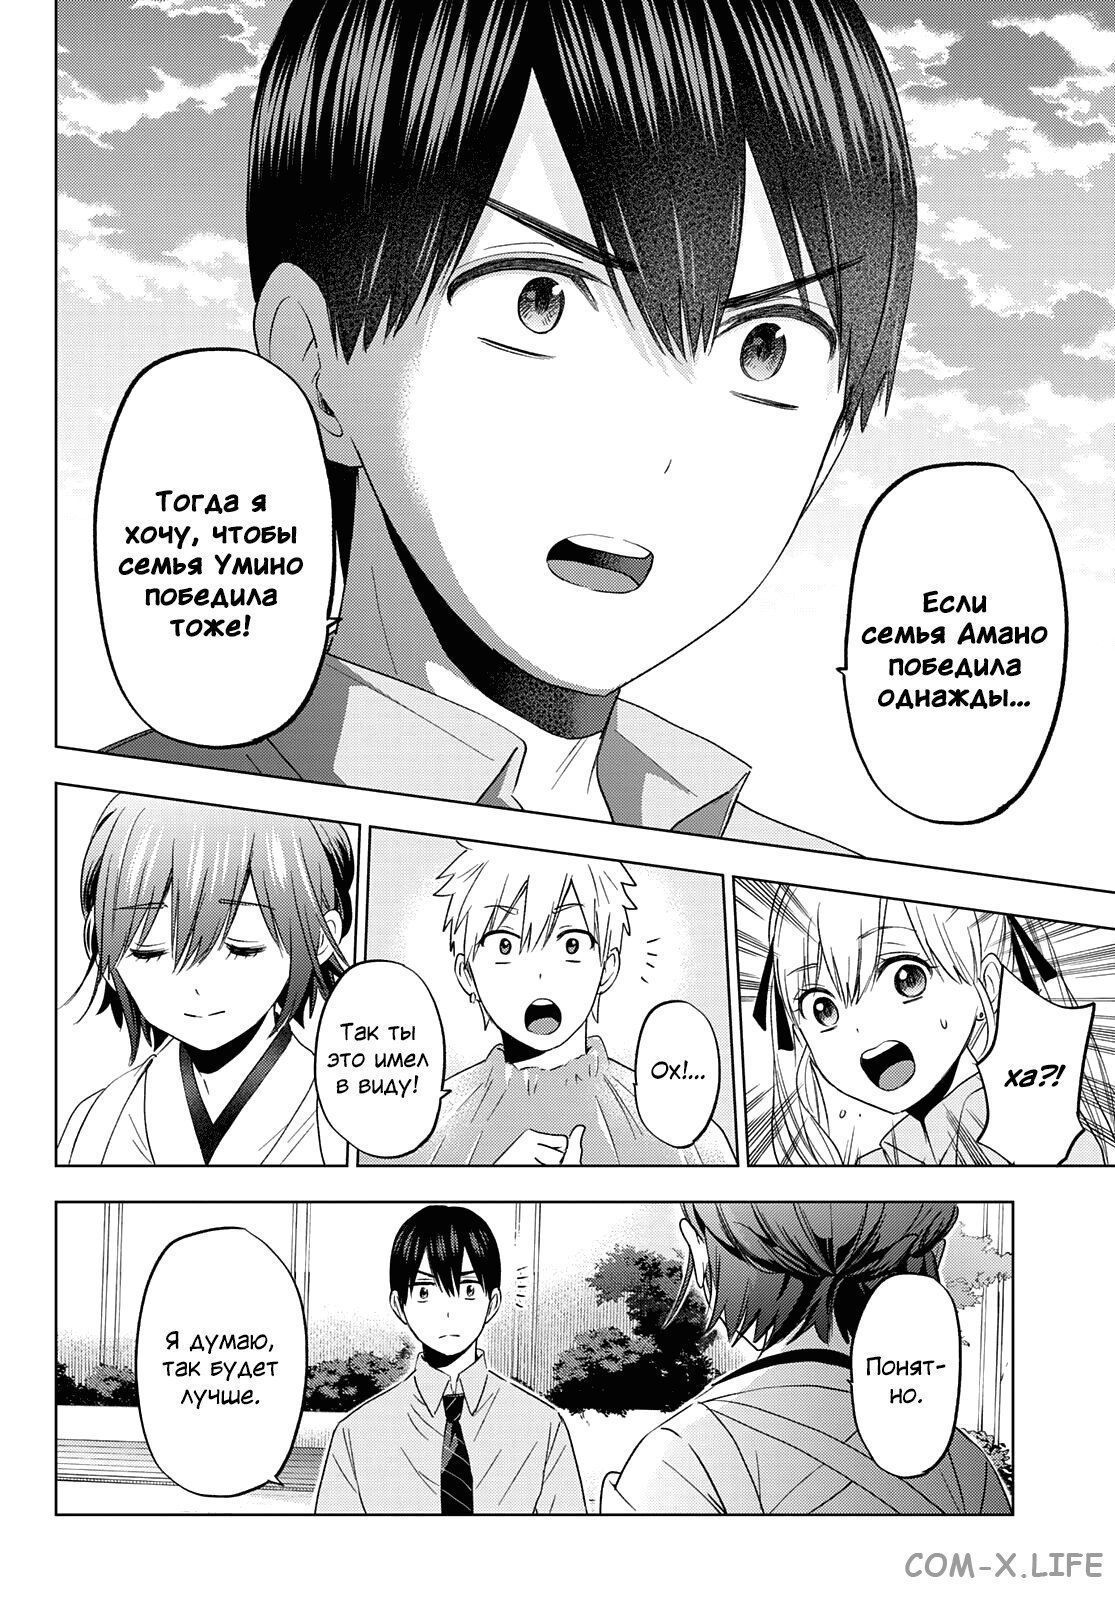 Если
семья Амано
победила
однажды...
Тогда я
хочу, чтобы
семья Умино
победила
тоже!
ха?!
Ох!...
Так ты
это имел
в виду!
Понят-
но.
Я думаю,
так будет
лучше.
COM-X.LIFE